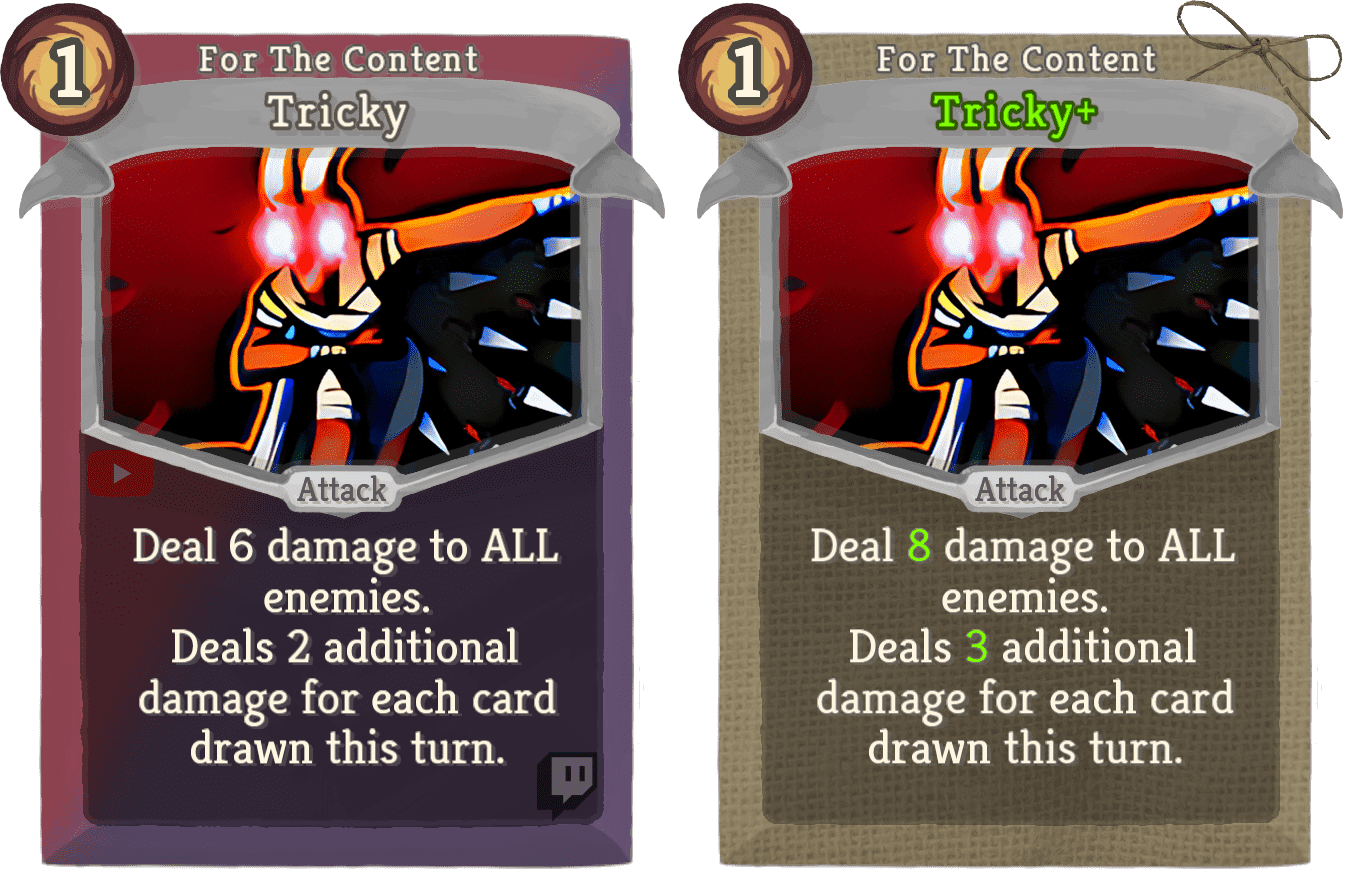 1
For The Content
Tricky
Attack
Deal 6 damage to ALL
enemies.
Deals 2 additional
damage for each card
drawn this turn.
1
For The Content
Tricky+
Attack
Deal 8 damage to ALL
enemies.
Deals 3 additional
damage for each card
drawn this turn.